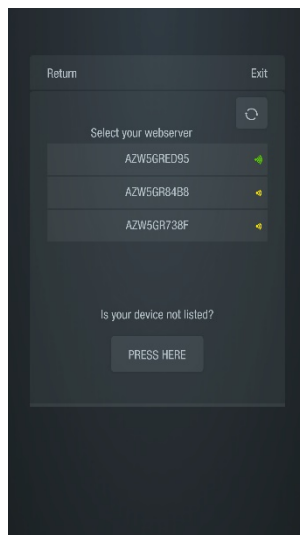 Return Exit
Select your webserver
AZW5GRED95
AZW5GR84B8
AZW5GR738F
Is your device not listed?
PRESS HERE